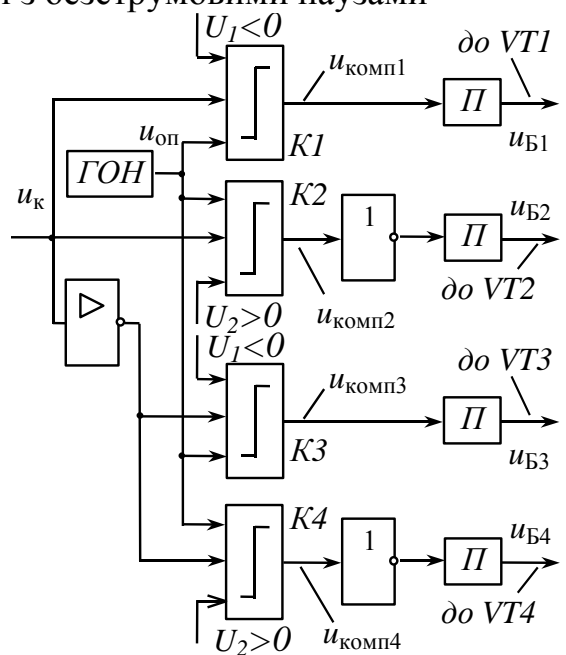 з безструмовими паузами
U₁<0
до VT1
uкомп1
П
uоп
К1
uБ1
ГОН
К2
uк
1
uБ2
П
U₂>0
uкомп2
до VT2
U₁<0
до VT3
uкомп3
П
К3
uБ3
К4
1
uБ4
П
U₂>0
uкомп4
до VT4